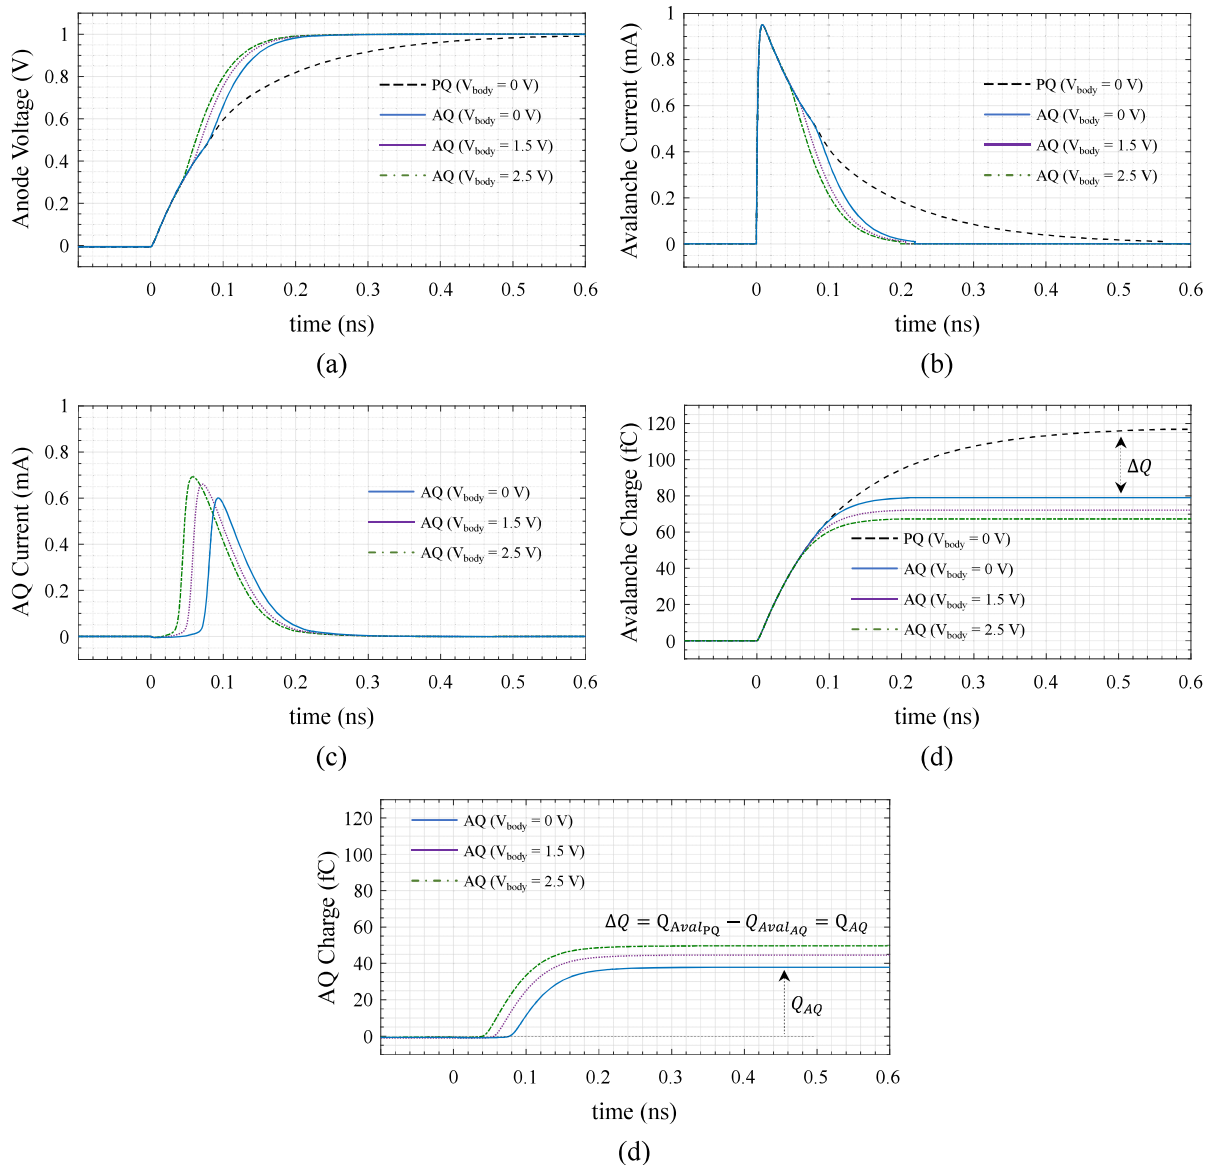 1
0.8
0.6
0.4
0.2
0
Anode Voltage (V)
PQ (Vbody = 0 V)
AQ (Vbody = 0 V)
AQ (Vbody = 1.5 V)
AQ (Vbody = 2.5 V)
0 0.1 0.2 0.3 0.4 0.5 0.6
time (ns)
(a)
1
0.8
0.6
0.4
0.2
0
Avalanche Current (mA)
PQ (Vbody = 0 V)
AQ (Vbody = 0 V)
AQ (Vbody = 1.5 V)
AQ (Vbody = 2.5 V)
0 0.1 0.2 0.3 0.4 0.5 0.6
time (ns)
(b)
1
0.8
0.6
0.4
0.2
0
AQ Current (mA)
AQ (Vbody = 0 V)
AQ (Vbody = 1.5 V)
AQ (Vbody = 2.5 V)
0 0.1 0.2 0.3 0.4 0.5 0.6
time (ns)
(c)
120
100
80
60
40
20
0
Avalanche Charge (fC)
ΔQ
PQ (Vbody = 0 V)
AQ (Vbody = 0 V)
AQ (Vbody = 1.5 V)
AQ (Vbody = 2.5 V)
0 0.1 0.2 0.3 0.4 0.5 0.6
time (ns)
(d)
120
100
80
60
40
20
0
AQ Charge (fC)
AQ (Vbody = 0 V)
AQ (Vbody = 1.5 V)
AQ (Vbody = 2.5 V)
ΔQ = QAvalPQ − QAvalAQ = QAQ
QAQ
0 0.1 0.2 0.3 0.4 0.5 0.6
time (ns)
(d)